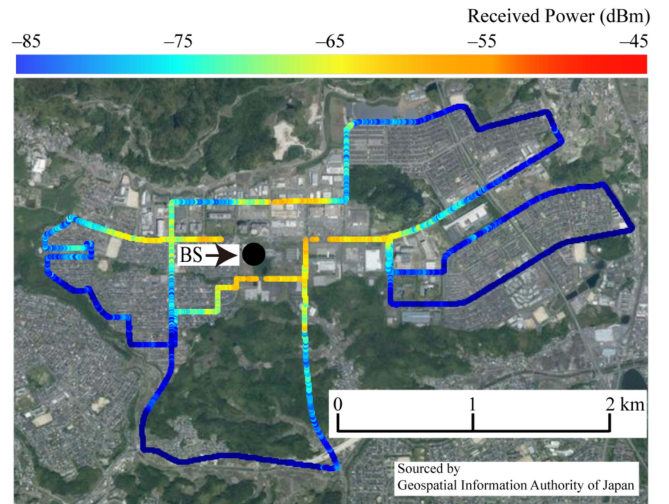 Received Power (dBm)
–85 –75 –65 –55 –45
BS
0 1 2 km
Sourced by
Geospatial Information Authority of Japan